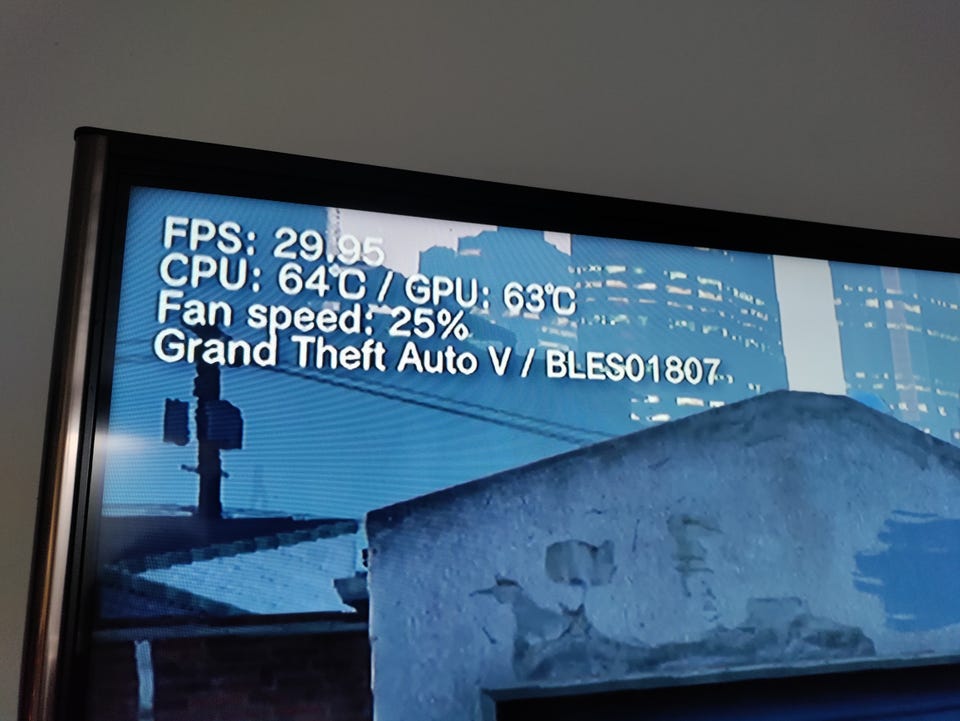 FPS: 29.95
CPU: 64℃ / GPU: 63℃
Fan speed: 25%
Grand Theft Auto V / BLES01807